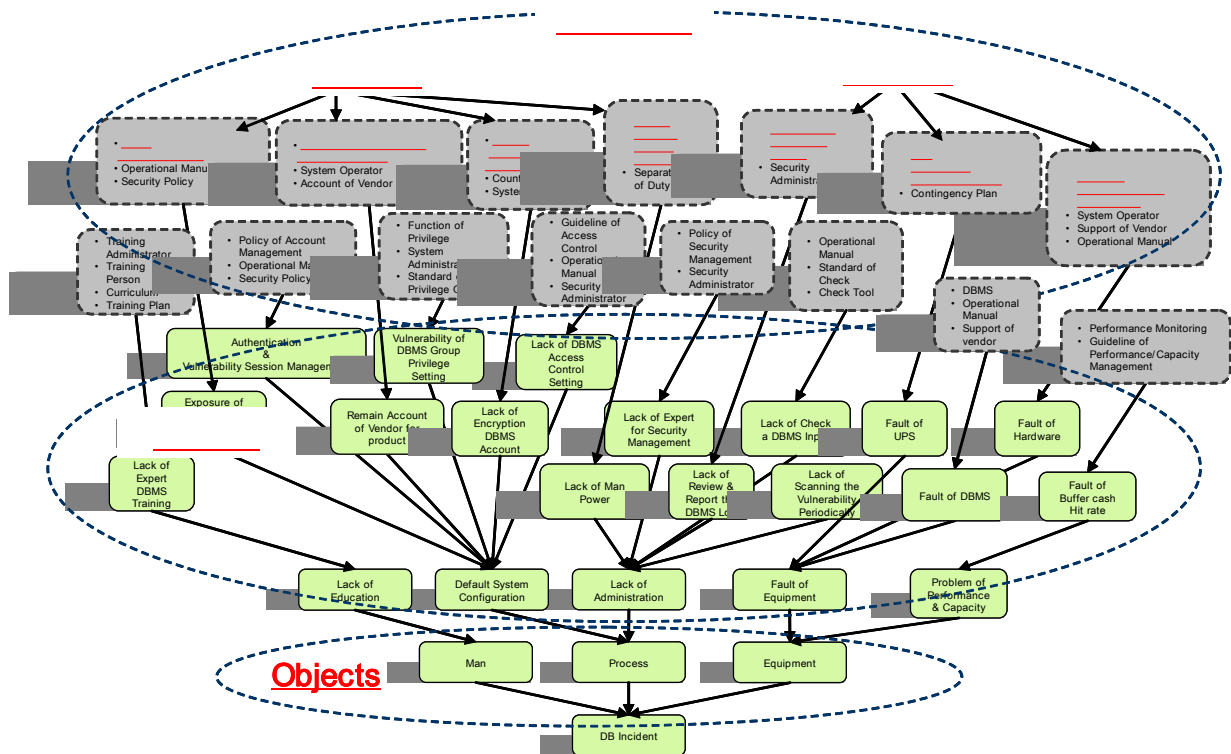 Operational Manu
Security Policy
System Operator
Account of Vendor
Count
System
Separat
of Duty
Security
Administra
Contingency Plan
System Operator
Support of Vendor
Operational Manual
Training
Administrator
Training
Person
Curriculum
Training Plan
Policy of Account
Management
Operational Ma
Security Policy
Function of
Privilege
System
Administra
Standard o
Privilege G
Guideline of
Access
Control
Operatio
Manual
Security
Administrator
Policy of
Security
Management
Security
Administrator
Operational
Manual
Standard of
Check
Check Tool
DBMS
Operational
Manual
Support of
vendor
Performance Monitoring
Guideline of
Performance/Capacity
Management
Authentication
&
Vulnerability Session Managem
Vulnerability of
DBMS Group
Privilege
Setting
Lack of DBMS
Access
Control
Setting
Exposure of
Remain Account
of Vendor for
product
Lack of
Encryption
DBMS
Account
Lack of Expert
for Security
Management
Lack of Check
a DBMS Inp
Fault of
UPS
Fault of
Hardware
Lack of
Expert
DBMS
Training
Lack of Man
Power
Lack of
Review &
Report th
DBMS Lo
Lack of
Scanning the
Vulnerability
Periodically
Fault of DBMS
Fault of
Buffer cash
Hit rate
Lack of
Education
Default System
Configuration
Lack of
Administration
Fault of
Equipment
Problem of
Performance
& Capacity
Objects
Man
Process
Equipment
DB Incident